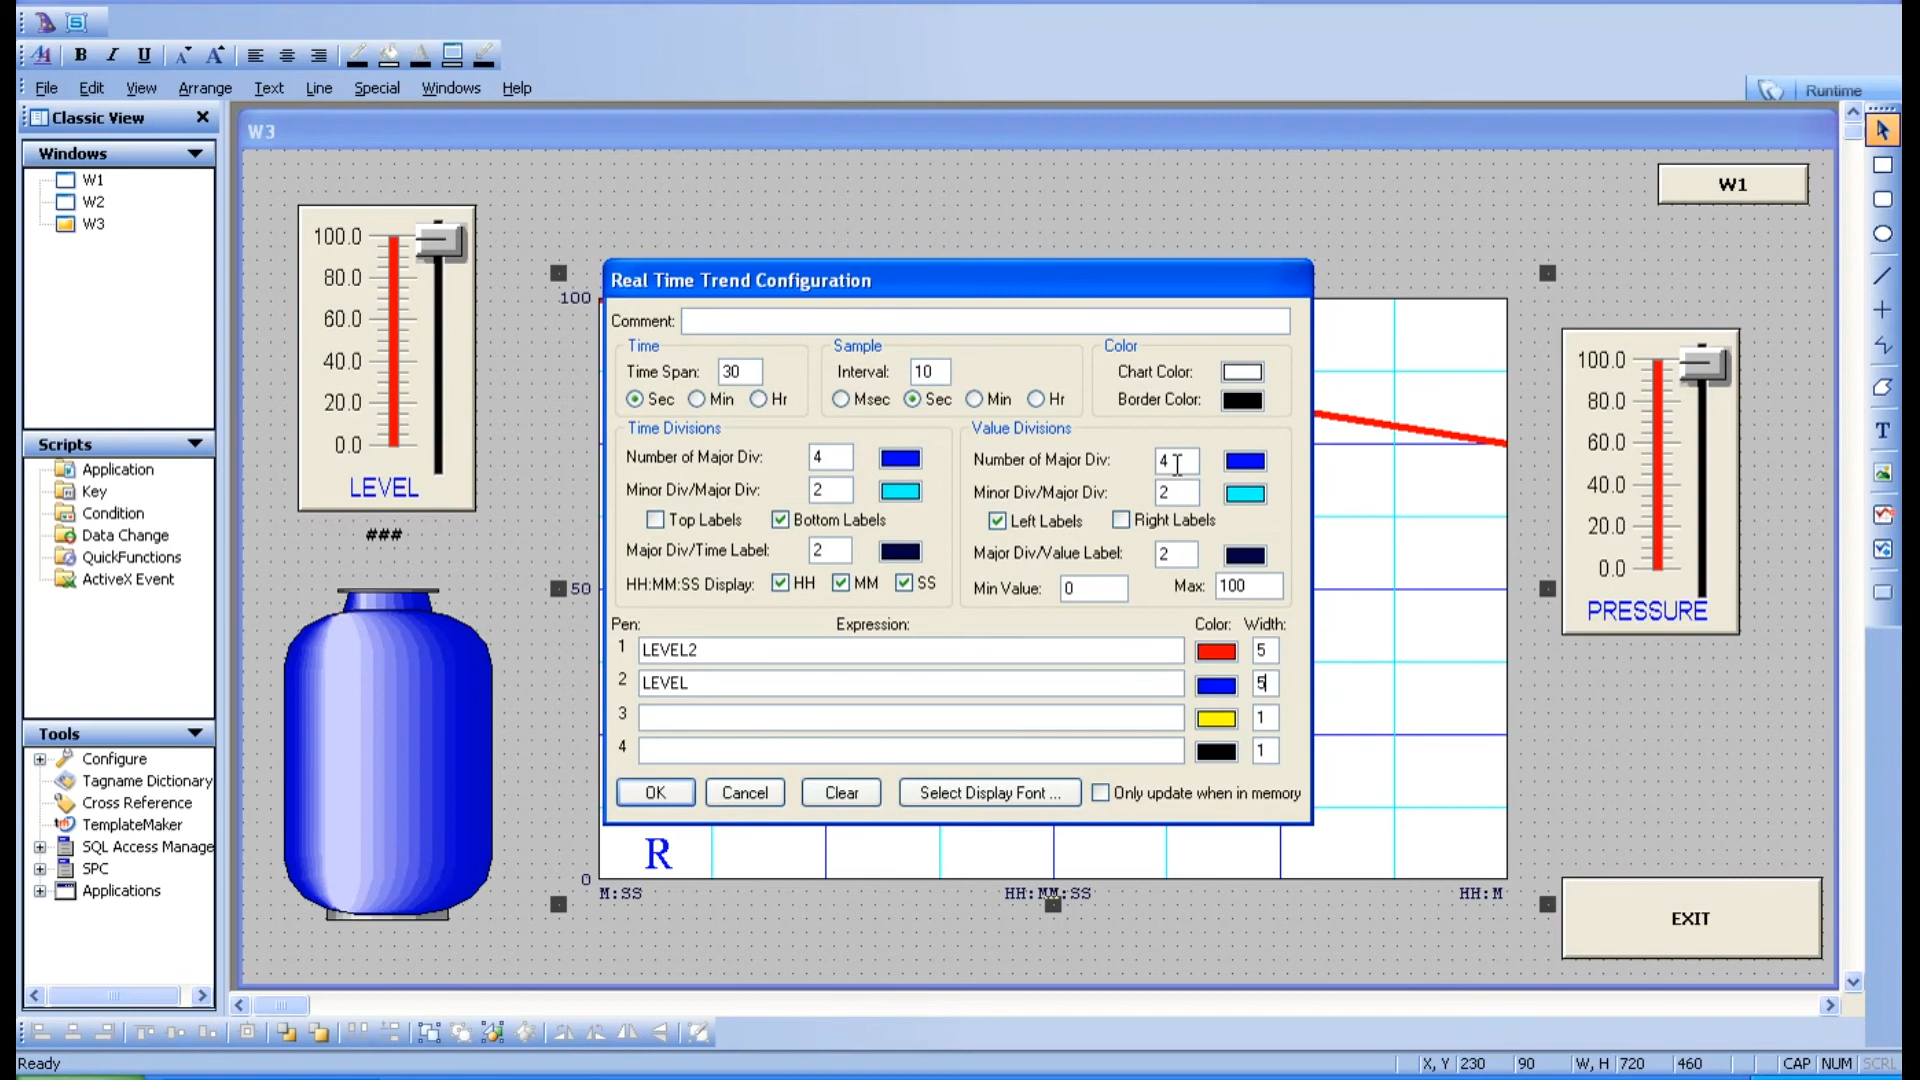 B I U A A
File Edit View Arrange Text Line Special Windows Help
Runtime
Classic View
Windows
W1
W2
W3
Scripts
Application
Key
Condition
Data Change
QuickFunctions
ActiveX Event
Tools
Configure
Tagname Dictionary
Cross Reference
TemplateMaker
SQL Access Manage
SPC
Applications
W3
W1
100.0
80.0
60.0
40.0
20.0
0.0
LEVEL
###
100
50
0
Real Time Trend Configuration
Comment:
Time
Time Span: 30
Sec Min Hr
Sample
Interval: 10
Msec Sec Min Hr
Color
Chart Color:
Border Color:
Time Divisions
Number of Major Div: 4
Minor Div/Major Div: 2
Top Labels Bottom Labels
Major Div/Time Label: 2
HH:MM:SS Display: HH MM SS
Value Divisions
Number of Major Div: 4
Minor Div/Major Div: 2
Left Labels Right Labels
Major Div/Value Label: 2
Min Value: 0 Max: 100
Pen: Expression: Color: Width:
1 LEVEL2 5
2 LEVEL 5
3 1
4 1
OK Cancel Clear Select Display Font ... Only update when in memory
R
M:SS HH:MM:SS HH:M
100.0
80.0
60.0
40.0
20.0
0.0
PRESSURE
EXIT
T
Ready X, Y 230 90 W, H 720 460 CAP NUM SCRL